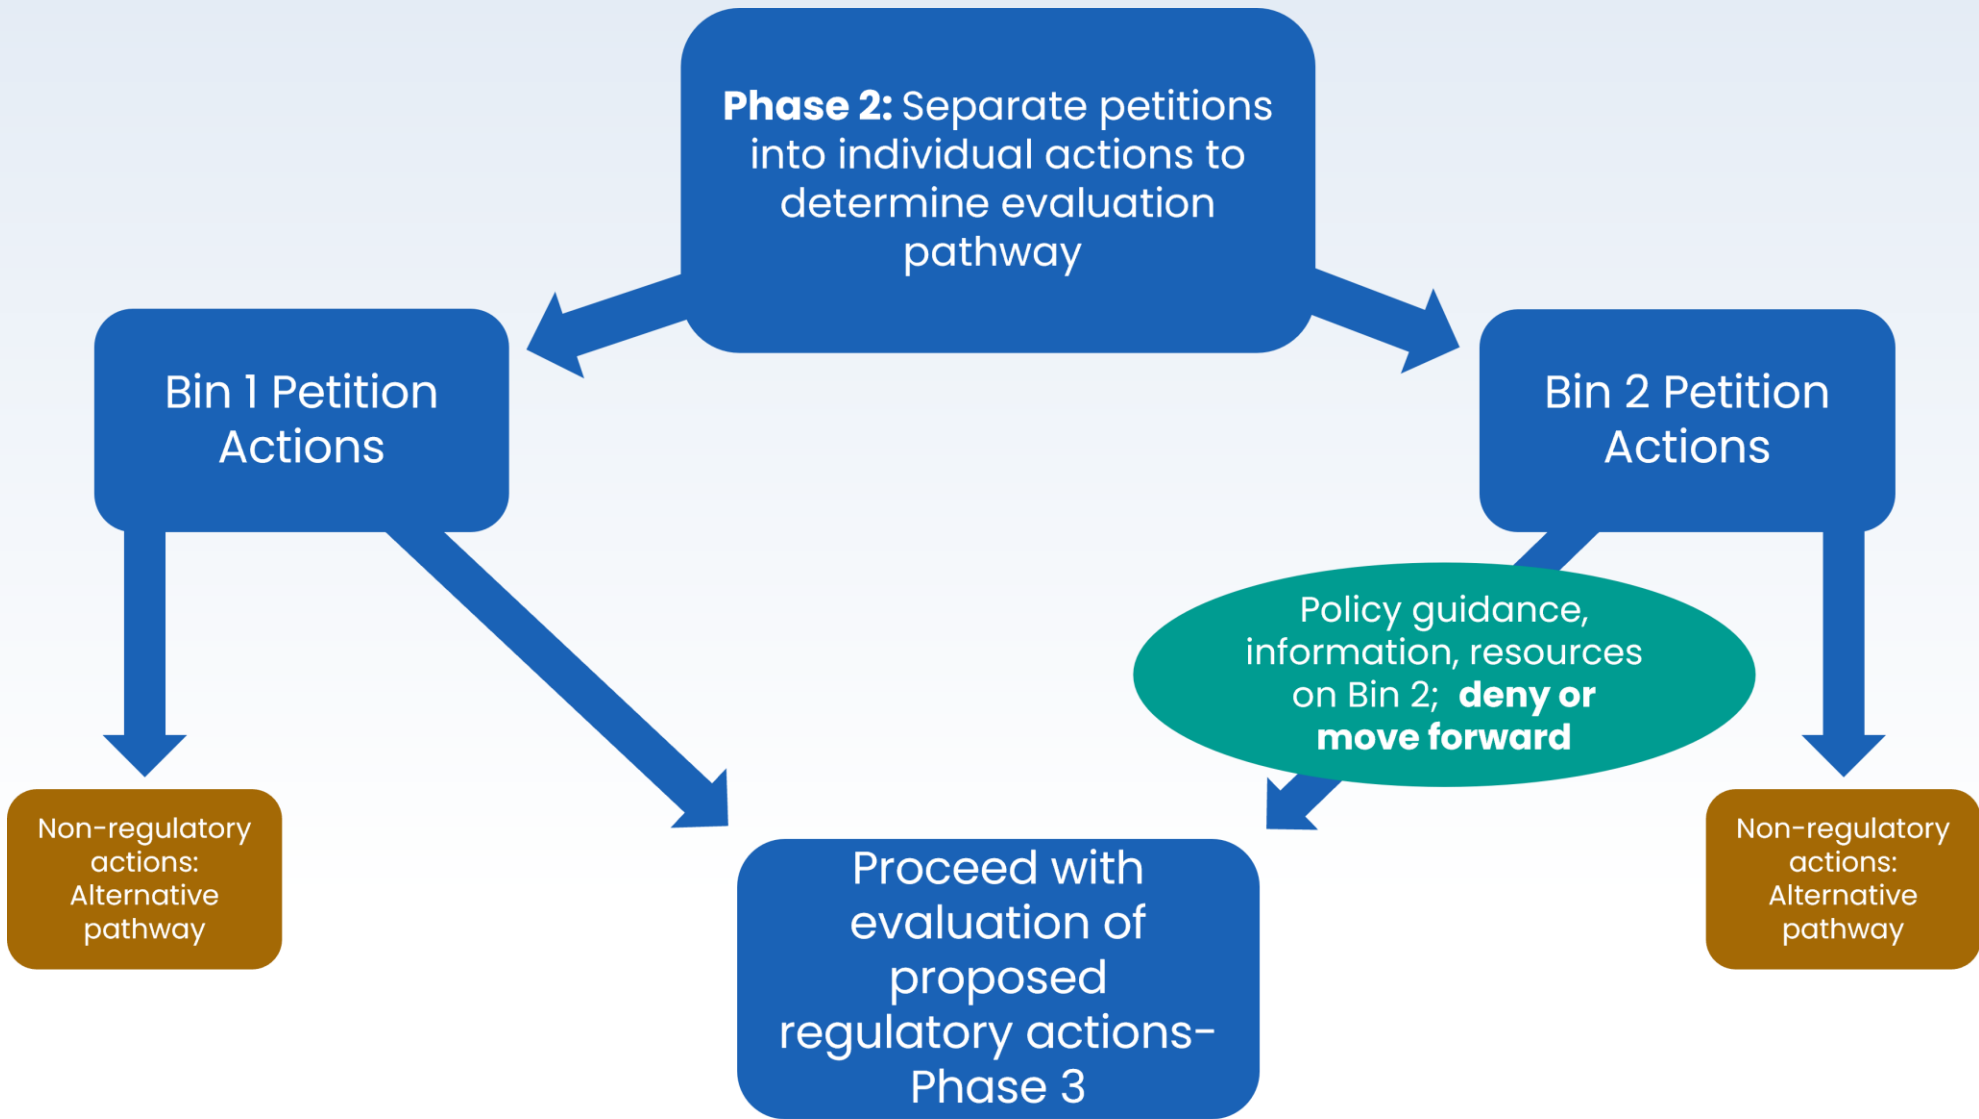 Phase 2: Separate petitions
into individual actions to
determine evaluation
pathway
Bin 1 Petition
Actions
Bin 2 Petition
Actions
Policy guidance,
information, resources
on Bin 2;  deny or
move forward
Non-regulatory
actions:
Alternative
pathway
Proceed with
evaluation of
proposed
regulatory actions-
Phase 3
Non-regulatory
actions:
Alternative
pathway